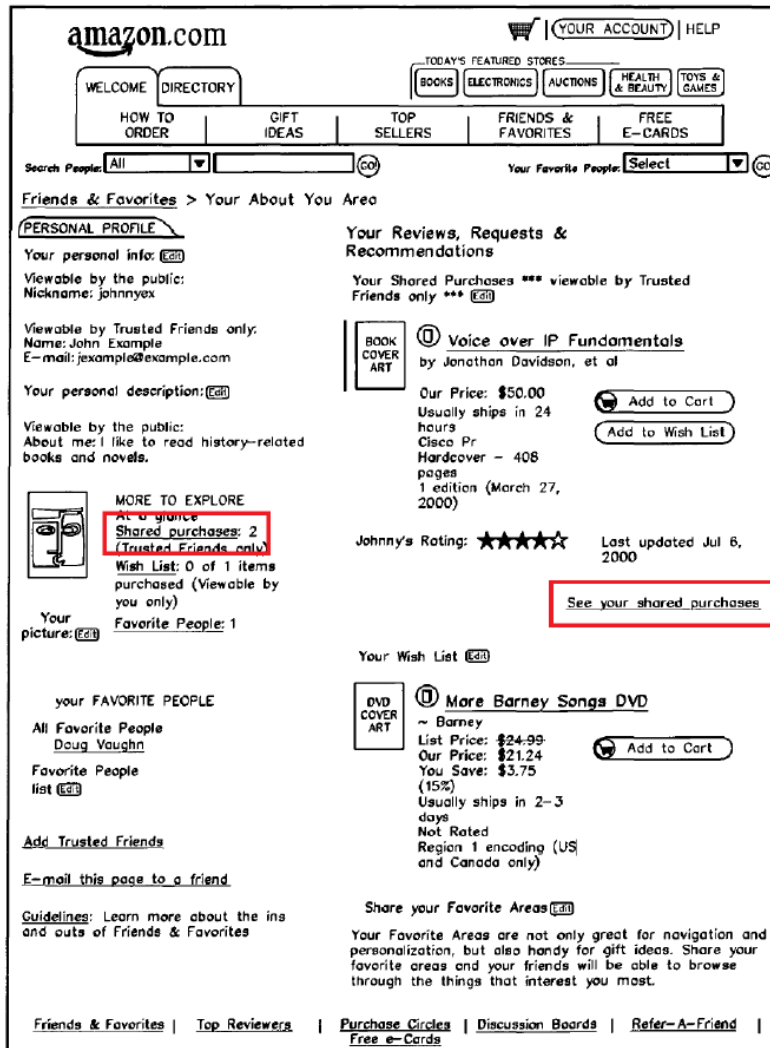 amazon.com
YOUR ACCOUNT | HELP
TODAY'S FEATURED STORES
WELCOME DIRECTORY
BOOKS ELECTRONICS AUCTIONS HEALTH & BEAUTY TOYS & GAMES
HOW TO ORDER | GIFT IDEAS | TOP SELLERS | FRIENDS & FAVORITES | FREE E-CARDS
Search People: All GO!
Your Favorite People: Select GO
Friends & Favorites > Your About You Area
PERSONAL PROFILE
Your personal info: Edit
Viewable by the public:
Nickname: johnnyex
Viewable by Trusted Friends only:
Name: John Example
E-mail: jexample@example.com
Your personal description: Edit
Viewable by the public:
About me: I like to read history-related
books and novels.
MORE TO EXPLORE
At a glance
Shared purchases: 2
(Trusted Friends only)
Wish List: 0 of 1 items
purchased (Viewable by
you only)
Favorite People: 1
Your
picture: Edit
your FAVORITE PEOPLE
All Favorite People
Doug Vaughn
Favorite People
list Edit
Add Trusted Friends
E-mail this page to a friend
Guidelines: Learn more about the ins
and outs of Friends & Favorites
Your Reviews, Requests &
Recommendations
Your Shared Purchases *** viewable by Trusted
Friends only *** Edit
BOOK
COVER
ART
Voice over IP Fundamentals
by Jonathan Davidson, et al
Our Price: $50.00
Usually ships in 24
hours
Cisco Pr
Hardcover - 408
pages
1 edition (March 27,
2000)
Add to Cart
Add to Wish List
Johnny's Rating: ★★★★☆
Last updated Jul 6,
2000
See your shared purchases
Your Wish List Edit
DVD
COVER
ART
More Barney Songs DVD
~ Barney
List Price: $24.99
Our Price: $21.24
You Save: $3.75
(15%)
Usually ships in 2-3
days
Not Rated
Region 1 encoding (US
and Canada only)
Add to Cart
Share your Favorite Areas Edit
Your Favorite Areas are not only great for navigation and
personalization, but also handy for gift ideas. Share your
favorite areas and your friends will be able to browse
through the things that interest you most.
Friends & Favorites | Top Reviewers | Purchase Circles | Discussion Boards | Refer-A-Friend |
Free e-Cards